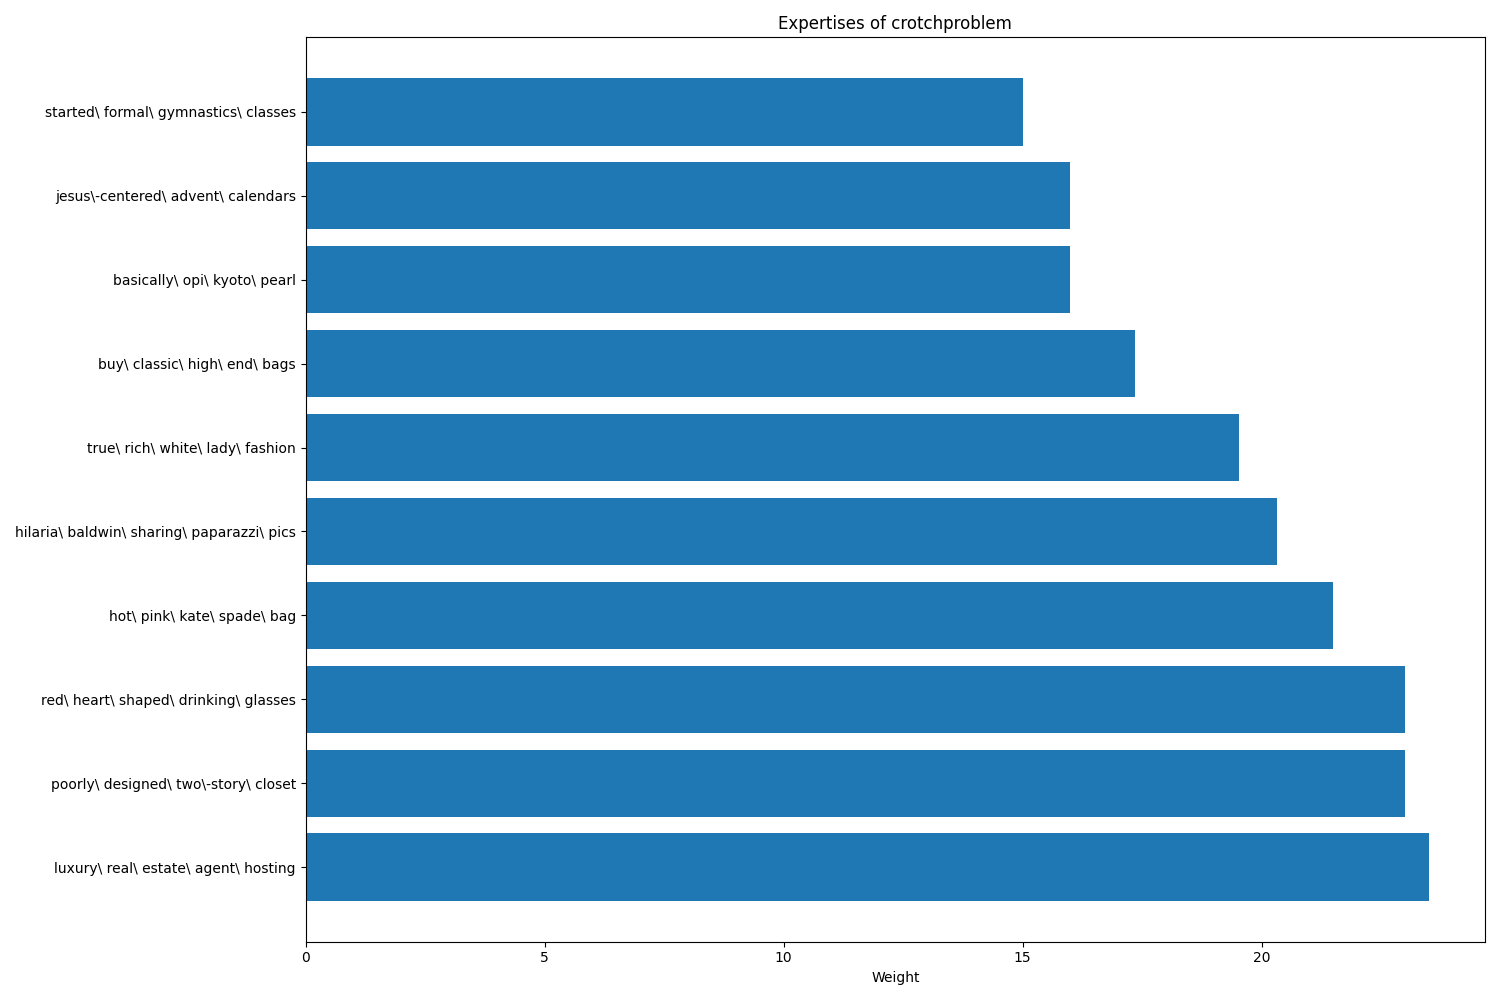 Expertises of crotchproblem
started\ formal\ gymnastics\ classes
jesus\-centered\ advent\ calendars
basically\ opi\ kyoto\ pearl
buy\ classic\ high\ end\ bags
true\ rich\ white\ lady\ fashion
hilaria\ baldwin\ sharing\ paparazzi\ pics
hot\ pink\ kate\ spade\ bag
red\ heart\ shaped\ drinking\ glasses
poorly\ designed\ two\-story\ closet
luxury\ real\ estate\ agent\ hosting
0 5 10 15 20
Weight